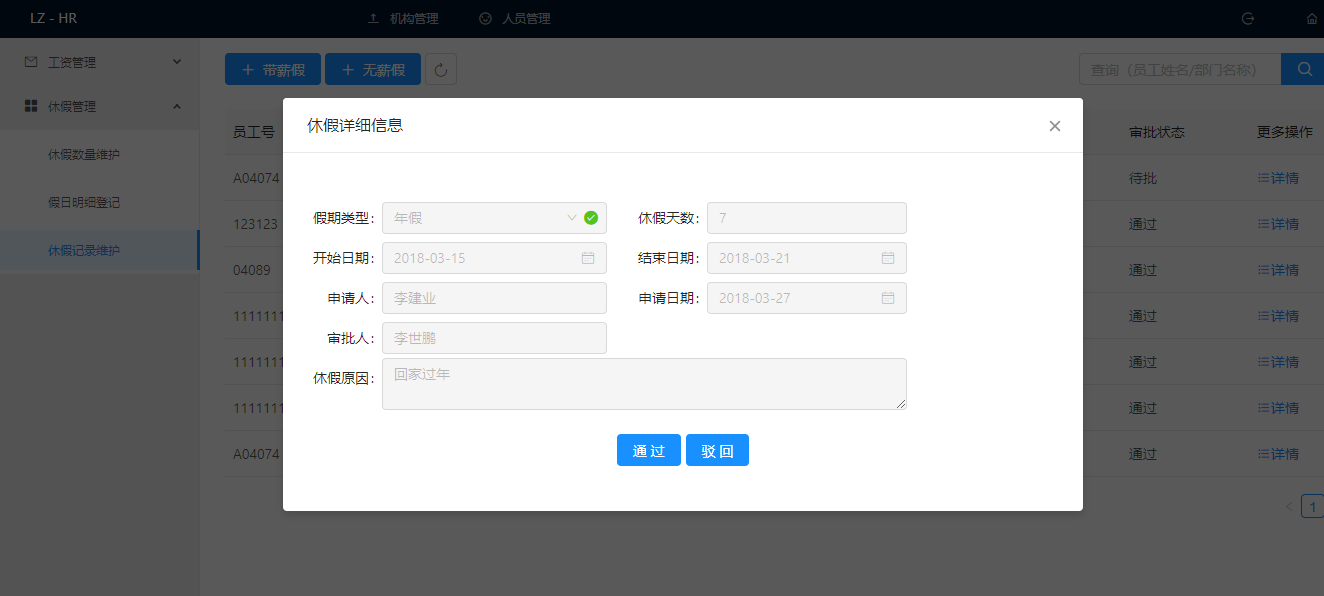 LZ - HR 机构管理 人员管理
工资管理
带薪假 无薪假 查询（员工姓名/部门名称）
休假管理
休假详细信息
员工号 审批状态 更多操作
休假数量维护
A04074 待批 详情
假日明细登记
假期类型: 年假 休假天数: 7
123123 通过 详情
休假记录维护
开始日期: 2018-03-15 结束日期: 2018-03-21
04089 通过 详情
申请人: 李建业 申请日期: 2018-03-27
1111111 通过 详情
审批人: 李世鹏
1111111 通过 详情
休假原因: 回家过年
1111111 通过 详情
通过 驳回
A04074 通过 详情
1